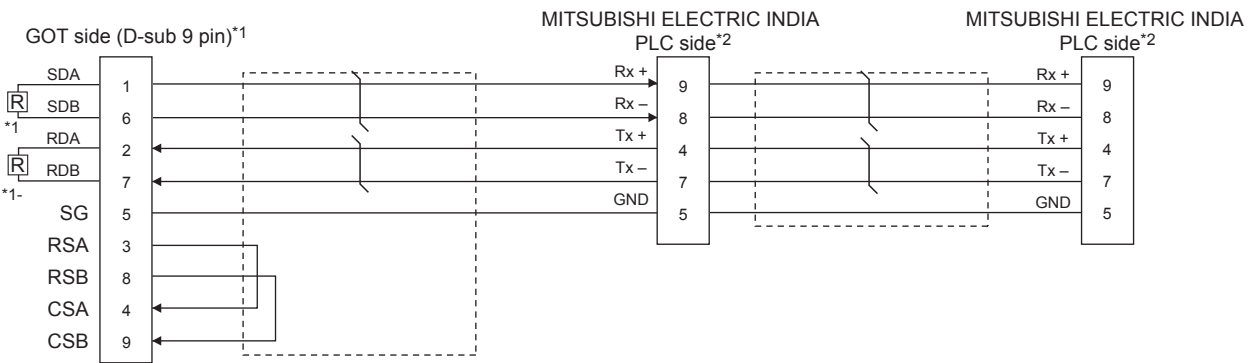 MITSUBISHI ELECTRIC INDIA
PLC side*2
MITSUBISHI ELECTRIC INDIA
PLC side*2
GOT side (D-sub 9 pin)*1
SDA 1 Rx + 9 Rx + 9
R
*1
SDB 6 Rx – 8 Rx – 8
RDA 2 Tx + 4 Tx + 4
R
*1-
RDB 7 Tx – 7 Tx – 7
SG 5 GND 5 GND 5
RSA 3
RSB 8
CSA 4
CSB 9